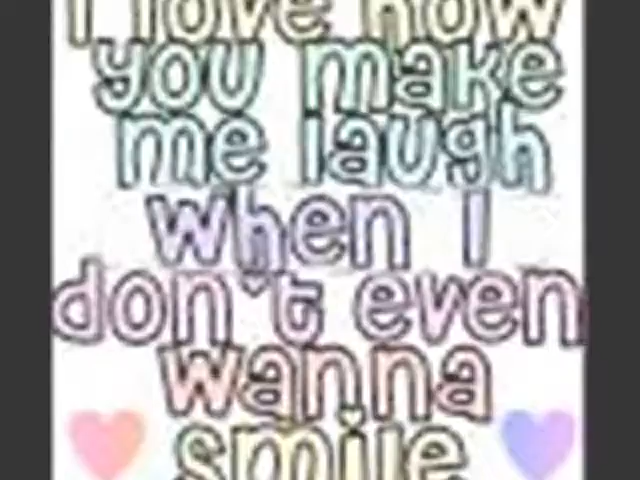 I love how
you make
me laugh
when I
don't even
wanna
smile